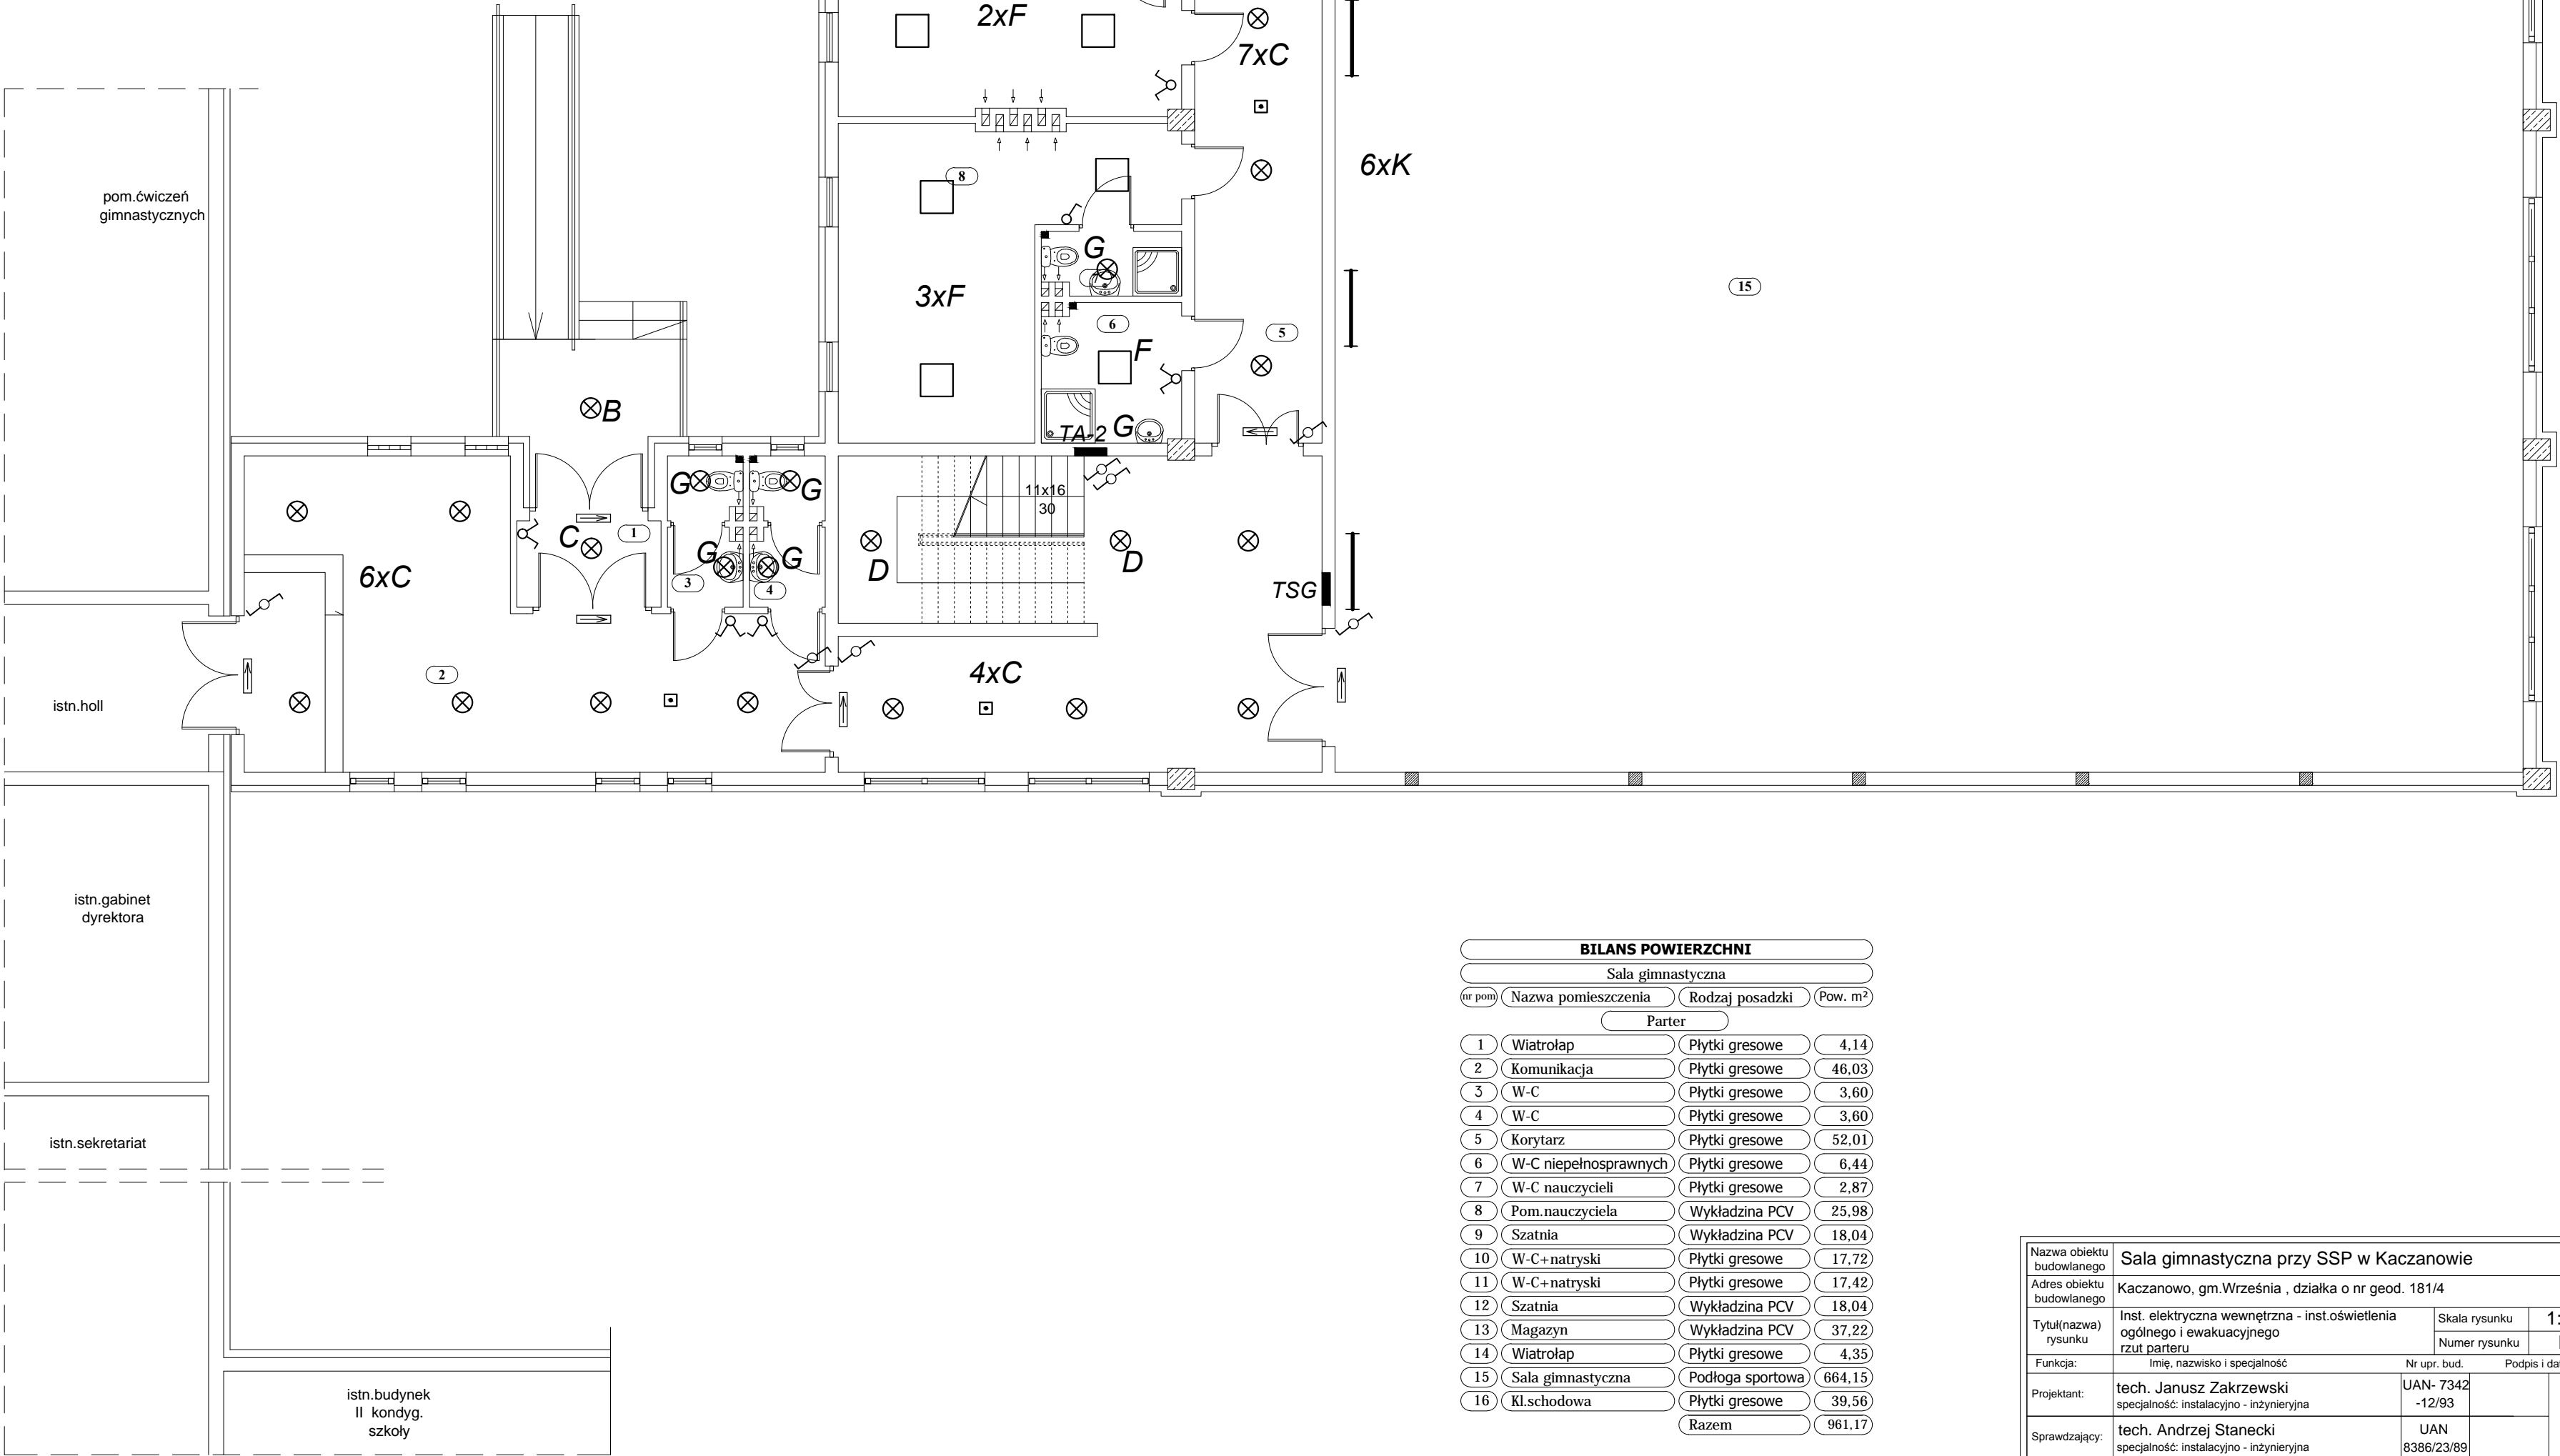 2xF
7xC
6xK
pom.ćwiczeń
gimnastycznych
8
G
3xF
15
6
5
F
B
TA-2 G
G
G
11x16
30
C
1
G
G
D
D
6xC
3
4
TSG
2
4xC
istn.holl
istn.gabinet
dyrektora
istn.sekretariat
istn.budynek
II kondyg.
szkoły
BILANS POWIERZCHNI
Sala gimnastyczna
nr pom Nazwa pomieszczenia Rodzaj posadzki Pow. m²
Parter
1 Wiatrołap Płytki gresowe 4,14
2 Komunikacja Płytki gresowe 46,03
3 W-C Płytki gresowe 3,60
4 W-C Płytki gresowe 3,60
5 Korytarz Płytki gresowe 52,01
6 W-C niepełnosprawnych Płytki gresowe 6,44
7 W-C nauczycieli Płytki gresowe 2,87
8 Pom.nauczyciela Wykładzina PCV 25,98
9 Szatnia Wykładzina PCV 18,04
10 W-C+natryski Płytki gresowe 17,72
11 W-C+natryski Płytki gresowe 17,42
12 Szatnia Wykładzina PCV 18,04
13 Magazyn Wykładzina PCV 37,22
14 Wiatrołap Płytki gresowe 4,35
15 Sala gimnastyczna Podłoga sportowa 664,15
16 Kl.schodowa Płytki gresowe 39,56
Razem 961,17
Nazwa obiektu
budowlanego
Sala gimnastyczna przy SSP w Kaczanowie
Adres obiektu
budowlanego
Kaczanowo, gm.Września , działka o nr geod. 181/4
Tytuł(nazwa)
rysunku
Inst. elektryczna wewnętrzna - inst.oświetlenia
ogólnego i ewakuacyjnego
rzut parteru
Skala rysunku 1:
Numer rysunku
Funkcja: Imię, nazwisko i specjalność Nr upr. bud. Podpis i da
Projektant:
tech. Janusz Zakrzewski
specjalność: instalacyjno - inżynieryjna
UAN- 7342
-12/93
Sprawdzający:
tech. Andrzej Stanecki
specjalność: instalacyjno - inżynieryjna
UAN
8386/23/89